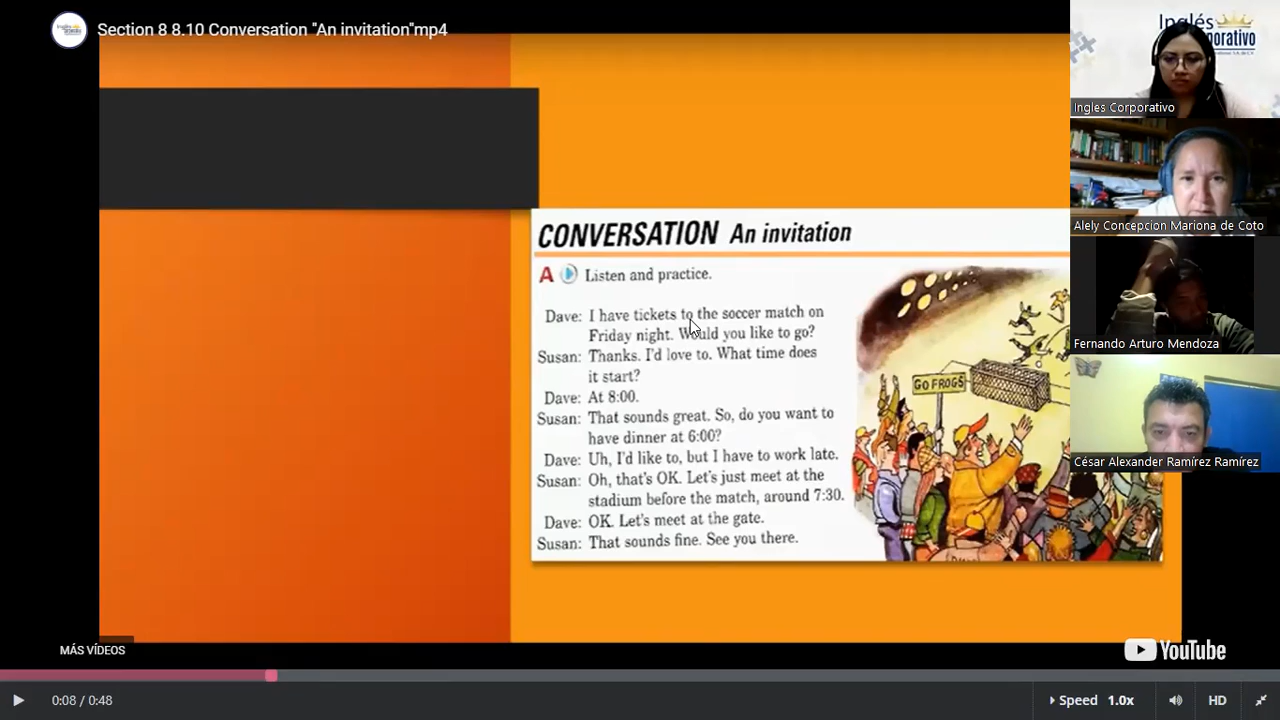 Section 8 8.10 Conversation "An invitation"mp4
CONVERSATION An invitation
A Listen and practice.
Dave: I have tickets to the soccer match on
Friday night. Would you like to go?
Susan: Thanks. I'd love to. What time does
it start?
Dave: At 8:00.
Susan: That sounds great. So, do you want to
have dinner at 6:00?
Dave: Uh, I'd like to, but I have to work late.
Susan: Oh, that's OK. Let's just meet at the
stadium before the match, around 7:30.
Dave: OK. Let's meet at the gate.
Susan: That sounds fine. See you there.
GO FROGS
Inglés
Ingles Corporativo
Alely Concepcion Mariona de Coto
Fernando Arturo Mendoza
César Alexander Ramírez Ramírez
MÁS VÍDEOS
YouTube
0:08 / 0:48
Speed 1.0x
HD